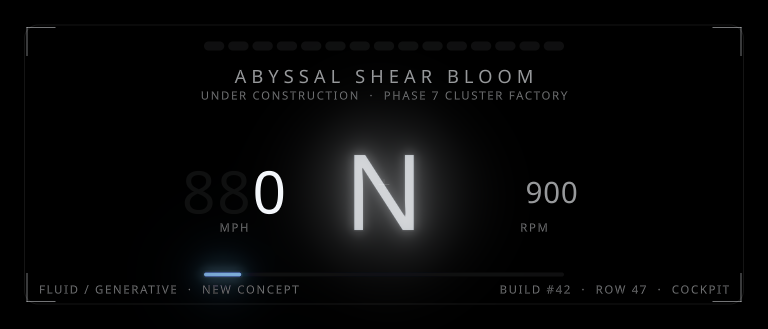 ABYSSAL SHEAR BLOOM
UNDER CONSTRUCTION · PHASE 7 CLUSTER FACTORY
N
880
900
MPH
RPM
FLUID / GENERATIVE · NEW CONCEPT
BUILD #42 · ROW 47 · COCKPIT